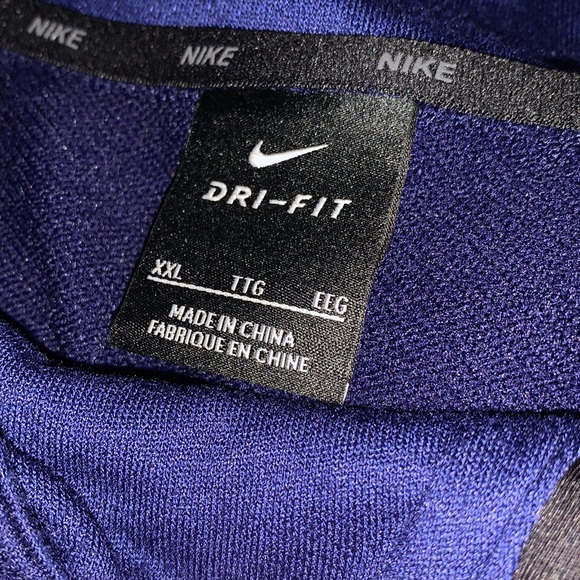 NIKE NIKE NIKE
DRI-FIT
XXL TTG EEG
MADE IN CHINA
FABRIQUE EN CHINE